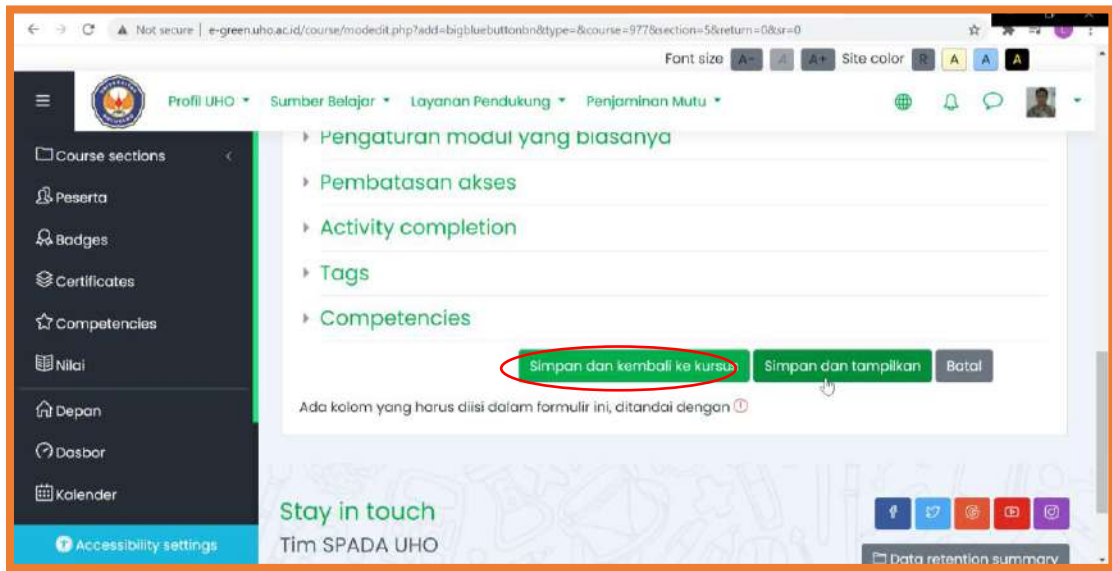 Not secure | e-green.uho.ac.id/course/modedit.php?add=bigbluebuttonbn&type=&course=977&section=5&return=0&sr=0
Font size A- A A+ Site color R A A A
Profil UHO Sumber Belajar Layanan Pendukung Penjaminan Mutu
Pengaturan modul yang biasanya
Course sections
Pembatasan akses
Peserta
Activity completion
Badges
Tags
Certificates
Competencies
Competencies
Nilai
Simpan dan kembali ke kursus Simpan dan tampilkan Batal
Depan
Ada kolom yang harus diisi dalam formulir ini, ditandai dengan
Dasbor
Kalender
Stay in touch
Accessibility settings
Tim SPADA UHO
Data retention summary